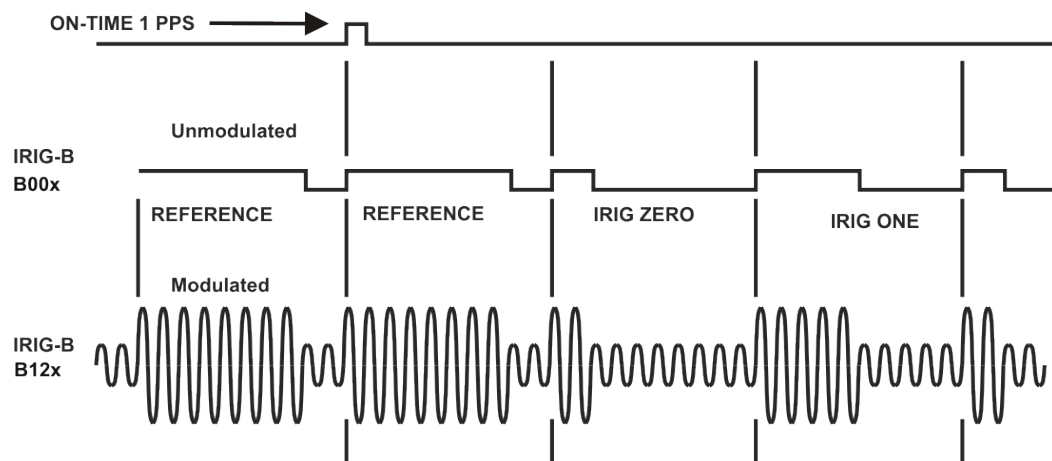 ON-TIME 1 PPS
Unmodulated
IRIG-B
B00x
REFERENCE
REFERENCE
IRIG ZERO
IRIG ONE
Modulated
IRIG-B
B12x